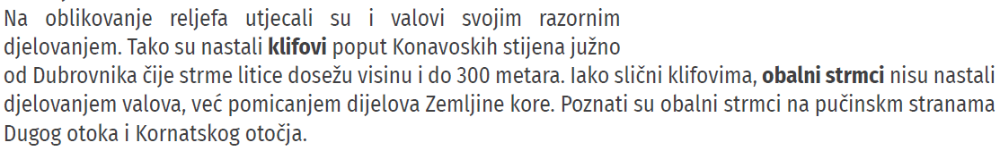 Na oblikovanje reljefa utjecali su i valovi svojim razornim
djelovanjem. Tako su nastali klifovi poput Konavoskih stijena južno
od Dubrovnika čije strme litice dosežu visinu i do 300 metara. Iako slični klifovima, obalni strmci nisu nastali
djelovanjem valova, već pomicanjem dijelova Zemljine kore. Poznati su obalni strmci na pučinskm stranama
Dugog otoka i Kornatskog otočja.